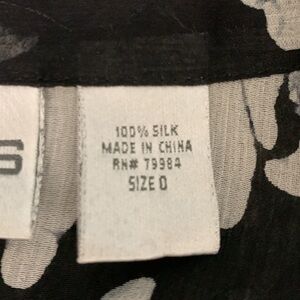 S
100% SILK
MADE IN CHINA
RN# 79984
SIZE 0